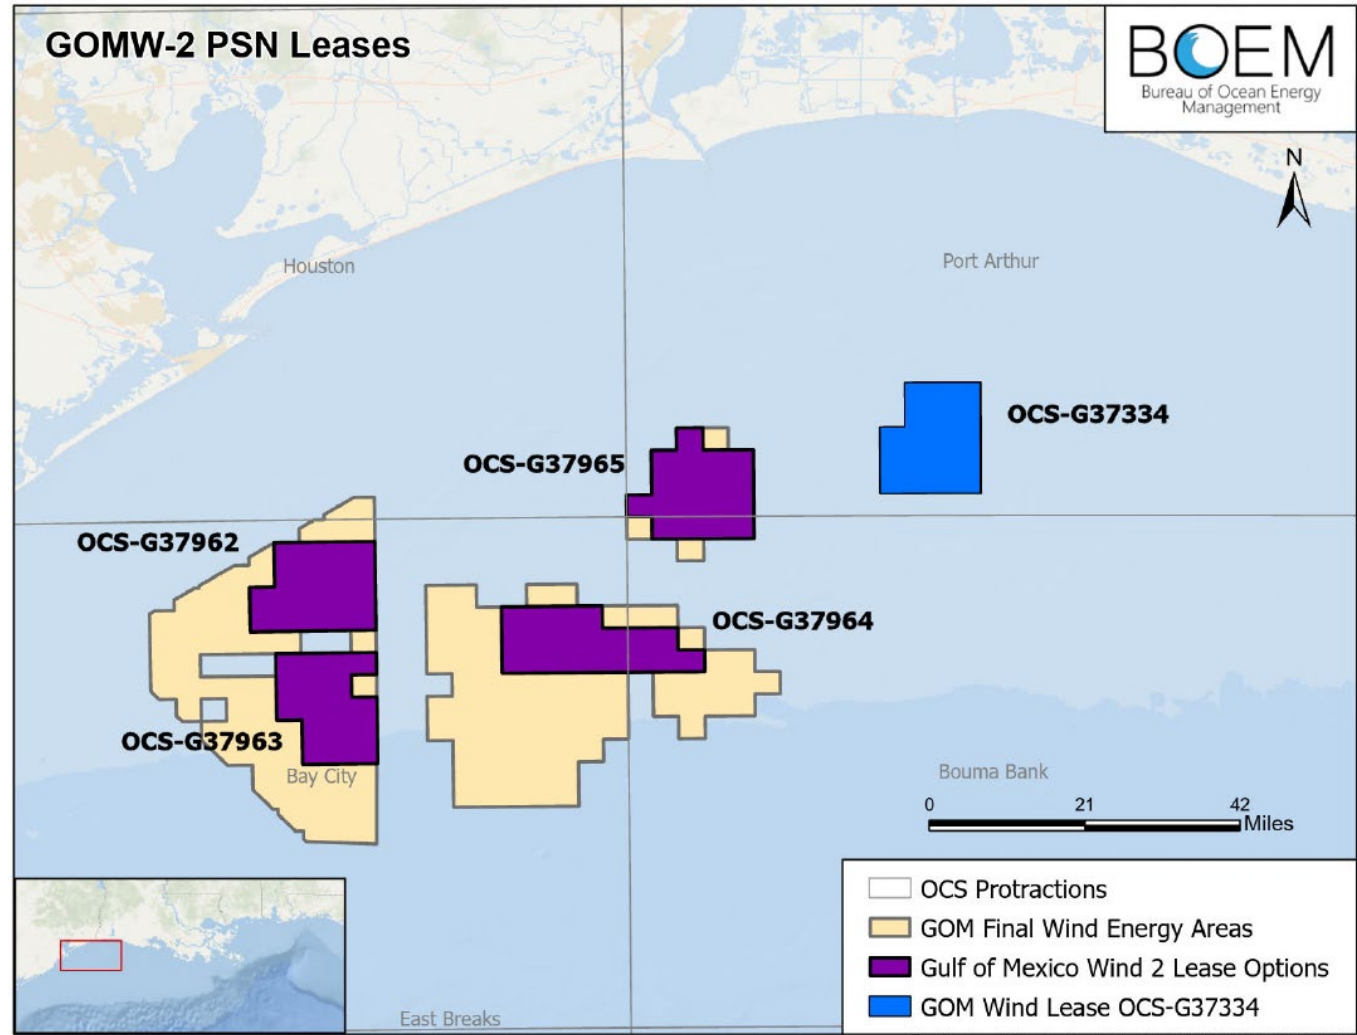 GOMW-2 PSN Leases
BOEM
Bureau of Ocean Energy
Management
N
Houston
Port Arthur
OCS-G37334
OCS-G37965
OCS-G37962
OCS-G37964
OCS-G37963
Bay City
Bouma Bank
0 21 42
Miles
OCS Protractions
GOM Final Wind Energy Areas
Gulf of Mexico Wind 2 Lease Options
GOM Wind Lease OCS-G37334
East Breaks